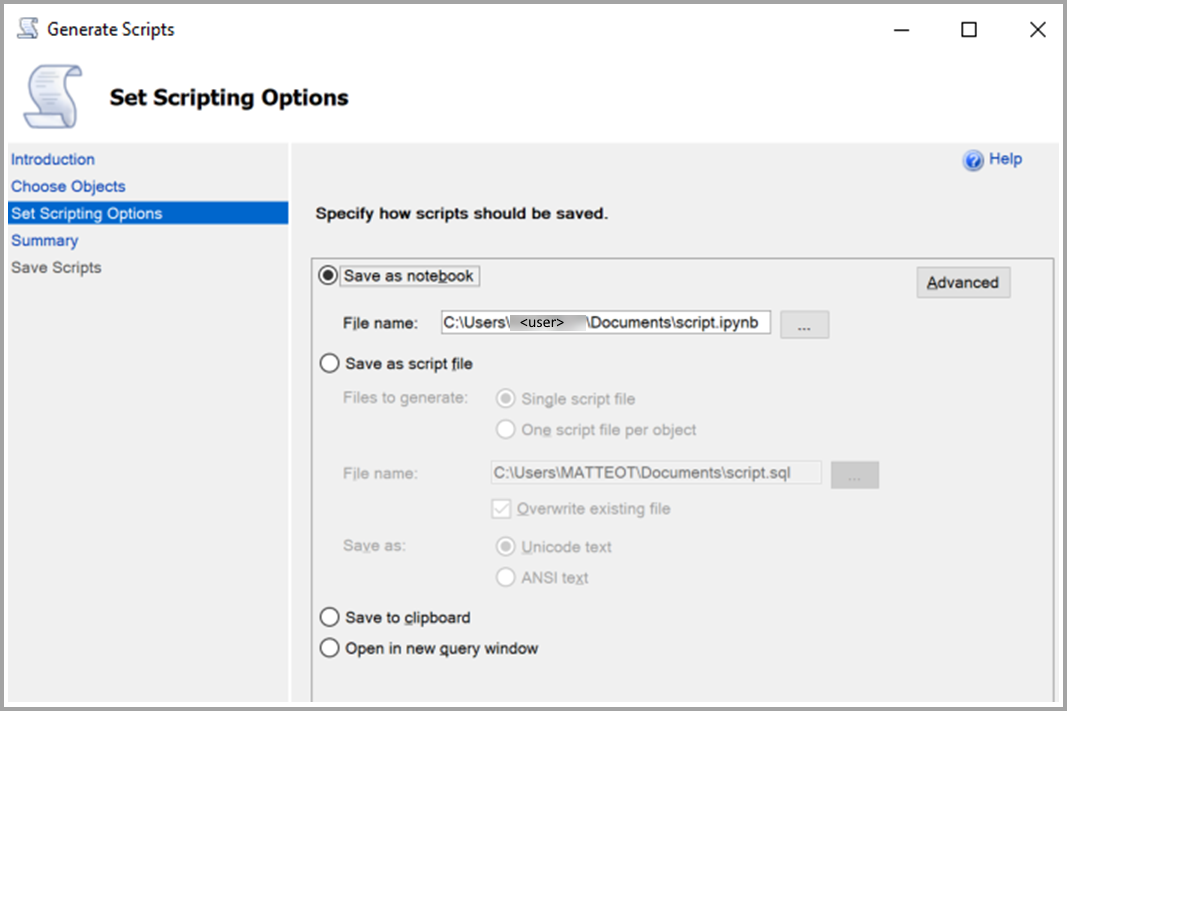 Generate Scripts
Set Scripting Options
Introduction
Choose Objects
Set Scripting Options
Summary
Save Scripts
Help
Specify how scripts should be saved.
Save as notebook
Advanced
File name: C:\Users\ <user> \Documents\script.ipynb ...
Save as script file
Files to generate: Single script file
One script file per object
File name: C:\Users\MATTEOT\Documents\script.sql ...
Overwrite existing file
Save as: Unicode text
ANSI text
Save to clipboard
Open in new query window